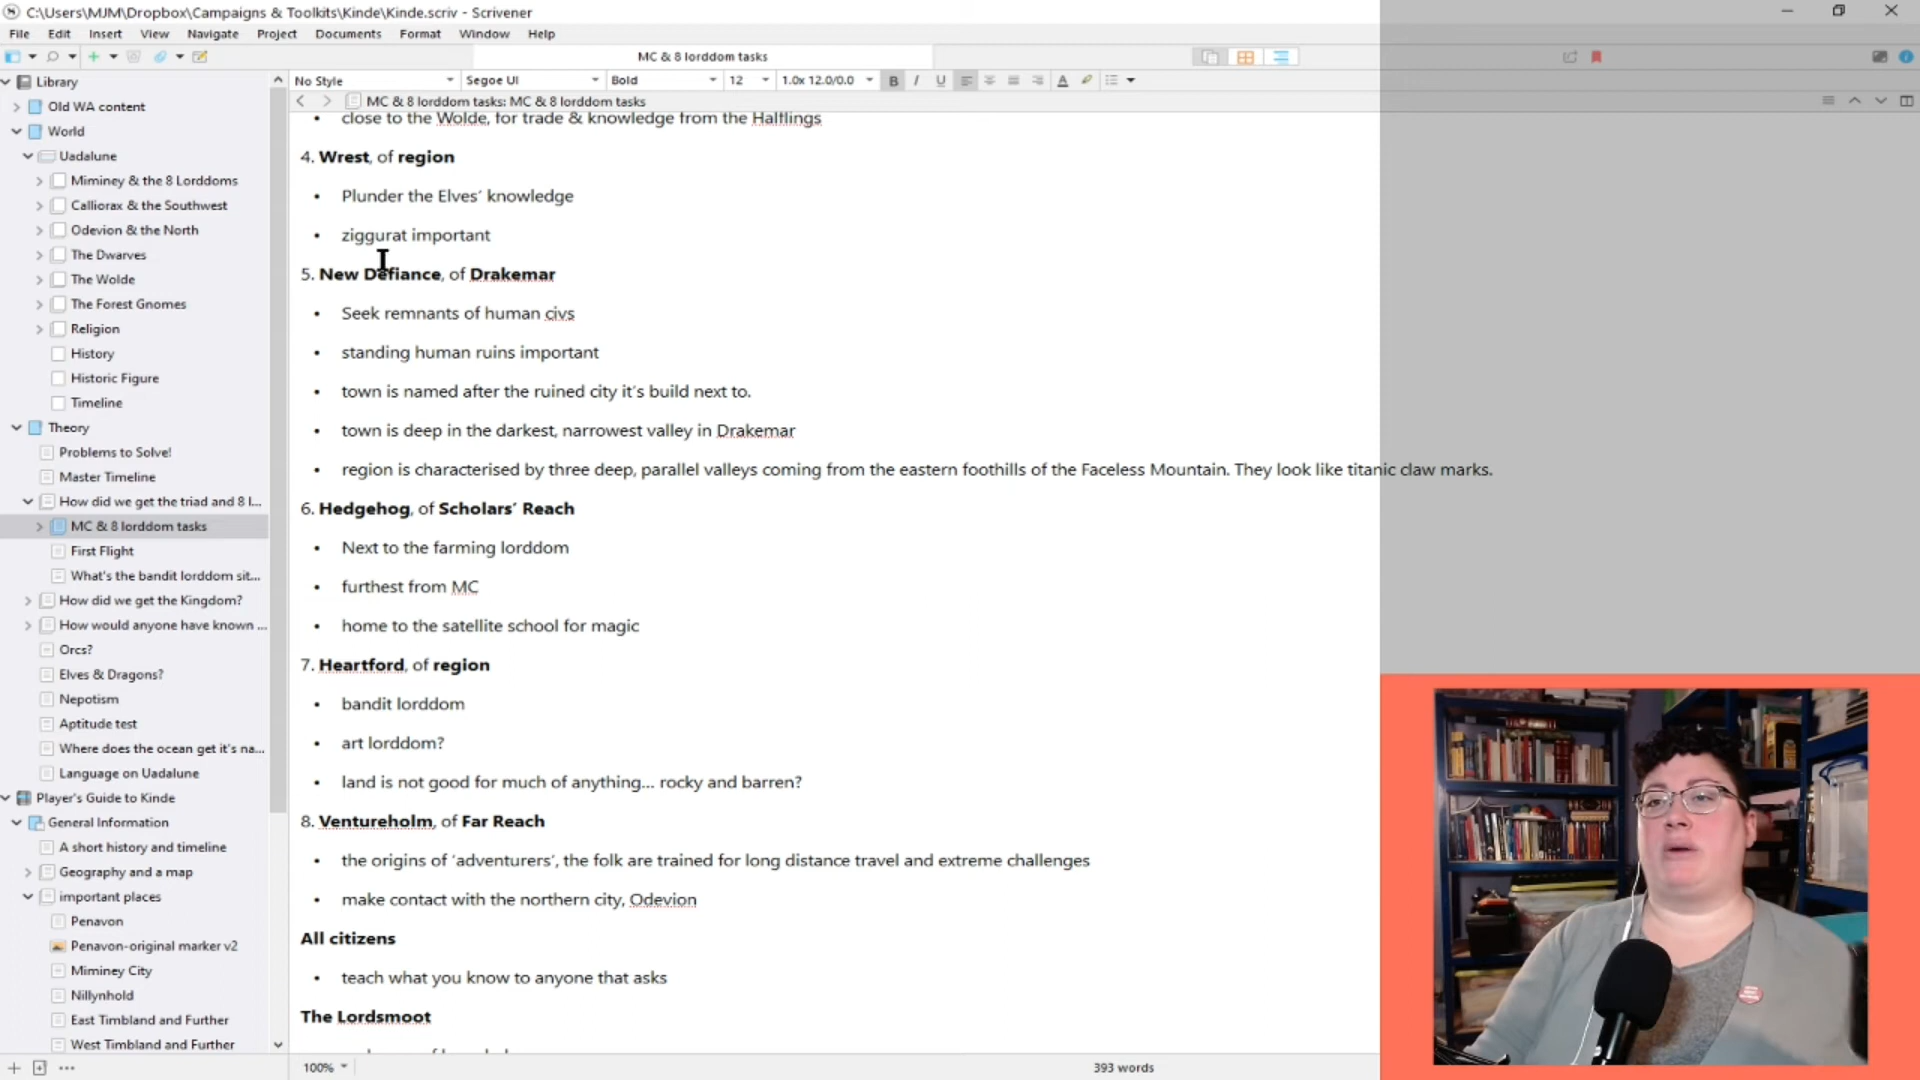 C:\Users\MJM\Dropbox\Campaigns & Toolkits\Kinde\Kinde.scriv - Scrivener
File Edit Insert View Navigate Project Documents Format Window Help
MC & 8 lorddom tasks
No Style Segoe UI Bold 12 1.0x 12.0/0.0 B I U A
MC & 8 lorddom tasks: MC & 8 lorddom tasks
Library
Old WA content
World
Uadalune
Miminey & the 8 Lorddoms
Calliorax & the Southwest
Odevion & the North
The Dwarves
The Wolde
The Forest Gnomes
Religion
History
Historic Figure
Timeline
Theory
Problems to Solve!
Master Timeline
How did we get the triad and 8 l...
MC & 8 lorddom tasks
First Flight
What's the bandit lorddom sit...
How did we get the Kingdom?
How would anyone have known ...
Orcs?
Elves & Dragons?
Nepotism
Aptitude test
Where does the ocean get it's na...
Language on Uadalune
Player's Guide to Kinde
General Information
A short history and timeline
Geography and a map
important places
Penavon
Penavon-original marker v2
Miminey City
Nillynhold
East Timbland and Further
West Timbland and Further
• close to the Wolde, for trade & knowledge from the Halflings
4. Wrest, of region
• Plunder the Elves' knowledge
• ziggurat important
5. New Defiance, of Drakemar
• Seek remnants of human civs
• standing human ruins important
• town is named after the ruined city it's build next to.
• town is deep in the darkest, narrowest valley in Drakemar
• region is characterised by three deep, parallel valleys coming from the eastern foothills of the Faceless Mountain. They look like titanic claw marks.
6. Hedgehog, of Scholars' Reach
• Next to the farming lorddom
• furthest from MC
• home to the satellite school for magic
7. Heartford, of region
• bandit lorddom
• art lorddom?
• land is not good for much of anything... rocky and barren?
8. Ventureholm, of Far Reach
• the origins of 'adventurers', the folk are trained for long distance travel and extreme challenges
• make contact with the northern city, Odevion
All citizens
• teach what you know to anyone that asks
The Lordsmoot
100%
393 words